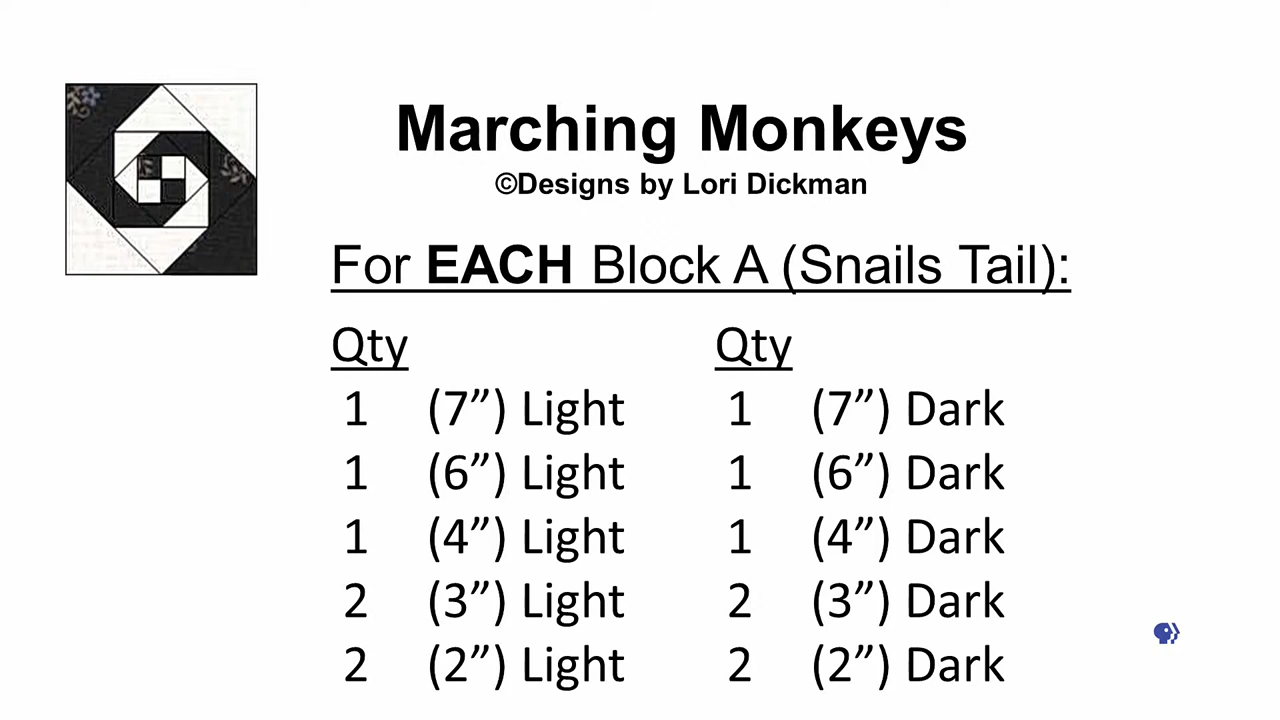 Marching Monkeys
©Designs by Lori Dickman
For EACH Block A (Snails Tail):
Qty Qty
1 (7”) Light 1 (7”) Dark
1 (6”) Light 1 (6”) Dark
1 (4”) Light 1 (4”) Dark
2 (3”) Light 2 (3”) Dark
2 (2”) Light 2 (2”) Dark